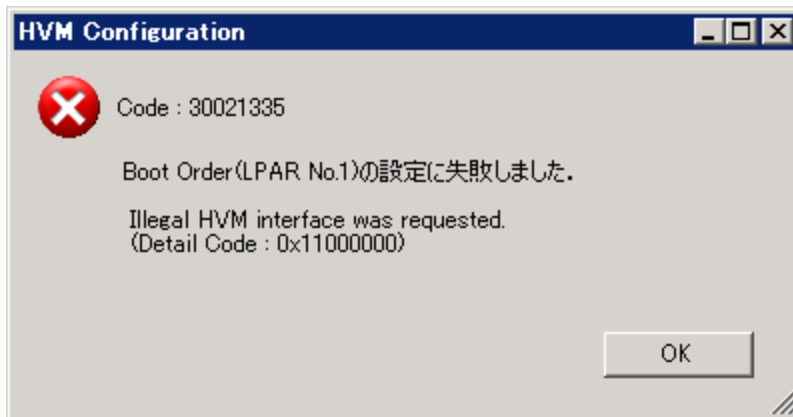 HVM Configuration
Code : 30021335
Boot Order(LPAR No.1)の設定に失敗しました.
Illegal HVM interface was requested.
(Detail Code : 0x11000000)
OK